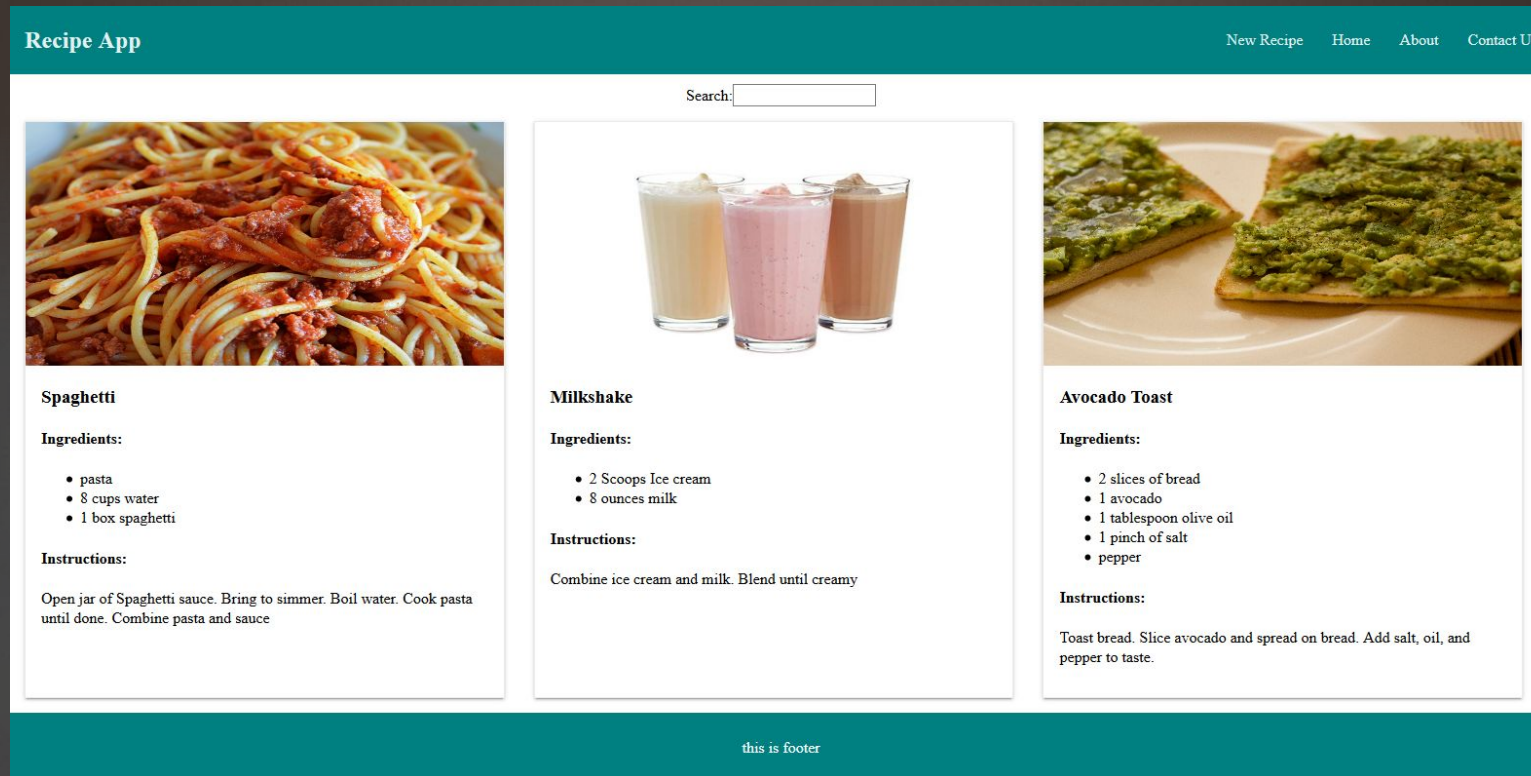 Recipe App
New Recipe Home About Contact U
Search:
Spaghetti
Ingredients:
pasta
8 cups water
1 box spaghetti
Instructions:
Open jar of Spaghetti sauce. Bring to simmer. Boil water. Cook pasta
until done. Combine pasta and sauce
Milkshake
Ingredients:
2 Scoops Ice cream
8 ounces milk
Instructions:
Combine ice cream and milk. Blend until creamy
Avocado Toast
Ingredients:
2 slices of bread
1 avocado
1 tablespoon olive oil
1 pinch of salt
pepper
Instructions:
Toast bread. Slice avocado and spread on bread. Add salt, oil, and
pepper to taste.
this is footer